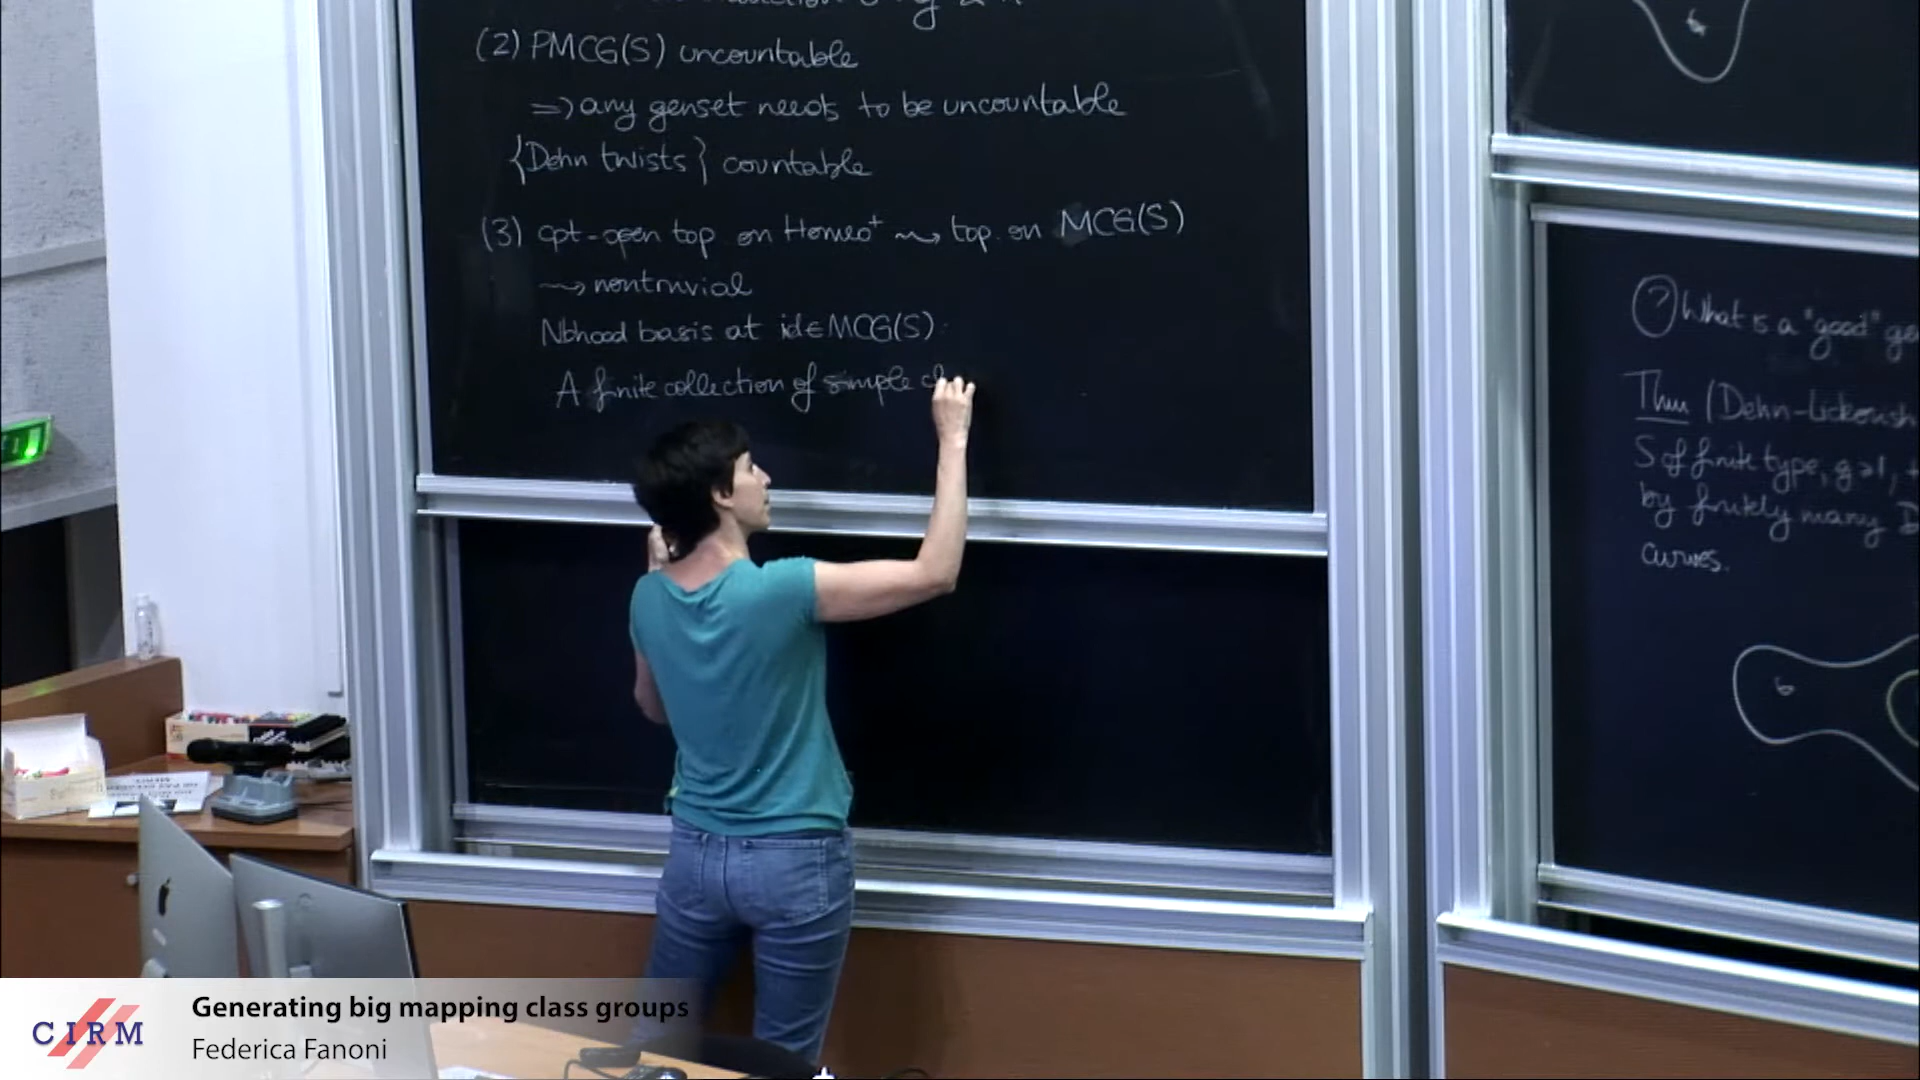 (2) PMCG(S) uncountable
=> any genset needs to be uncountable
{Dehn twists} countable
(3) cpt-open top on Homeo⁺ ⇝ top. on MCG(S)
⇝ nontrivial
Nbhood basis at id∈MCG(S)
A finite collection of simple cl
? What is a "good" ge
Thm (Dehn-Lickorish
S of finite type, g≥1,
by finitely many D
curves.
CIRM
Generating big mapping class groups
Federica Fanoni